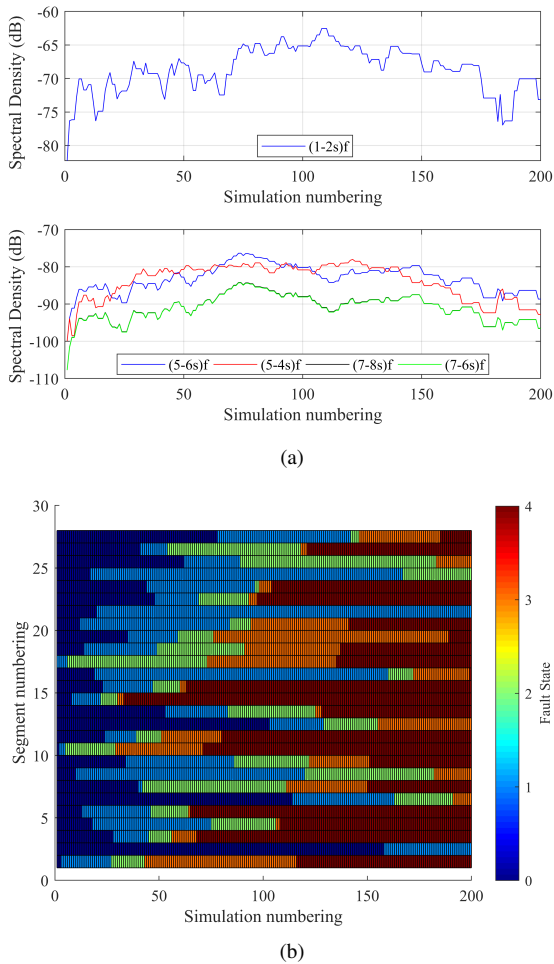 -60
-65
-70
-75
-80
Spectral Density (dB)
(1-2s)f
0 50 100 150 200
Simulation numbering
-70
-80
-90
-100
-110
Spectral Density (dB)
(5-6s)f (5-4s)f (7-8s)f (7-6s)f
0 50 100 150 200
Simulation numbering
(a)
30
25
20
15
10
5
0
Segment numbering
0 50 100 150 200
Simulation numbering
4
3
2
1
0
Fault State
(b)